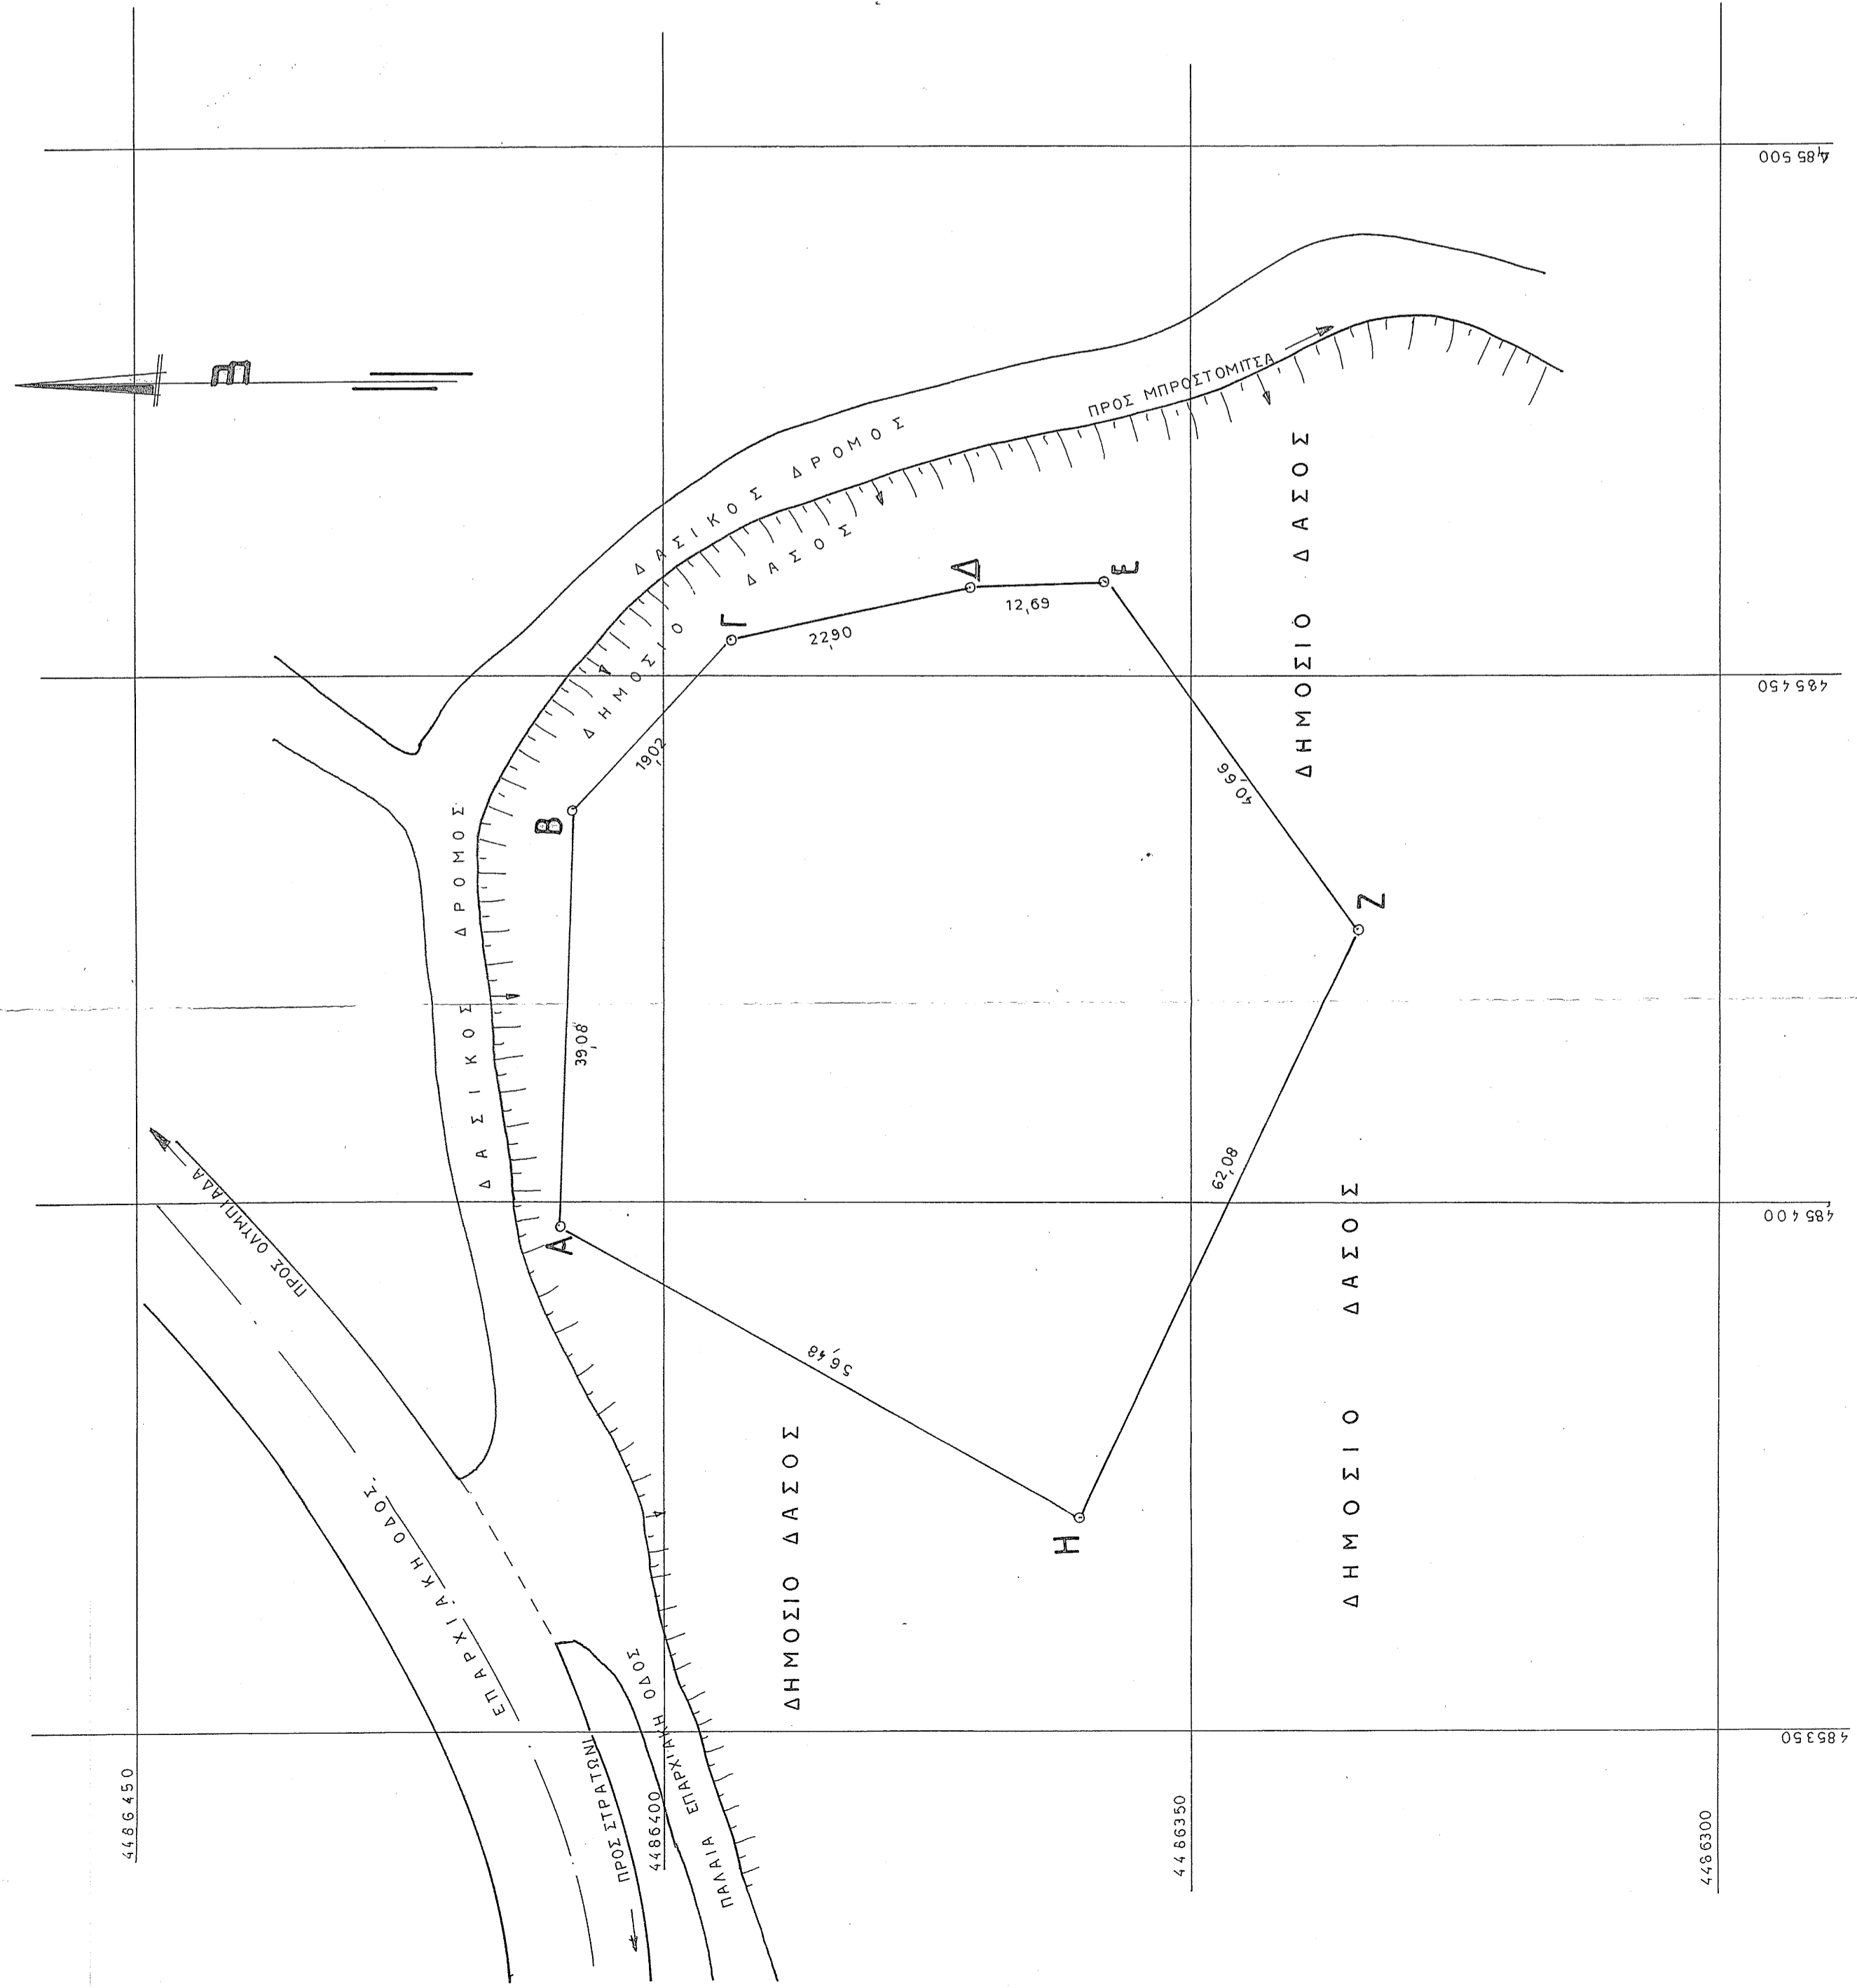 485500
485450
485400
485350
4486450
4486400
4486350
4486300
ΠΡΟΣ ΟΛΥΜΠΙΑΔΑ
ΕΠΑΡΧΙΑΚΗ ΟΔΟΣ.
ΠΡΟΣ ΣΤΡΑΤΩΝΙ
ΠΑΛΑΙΑ ΕΠΑΡΧΙΑΚΗ ΟΔΟΣ
ΔΑΣΙΚΟΣ ΔΡΟΜΟΣ
ΔΑΣΙΚΟΣ ΔΡΟΜΟΣ
ΠΡΟΣ ΜΠΡΟΣΤΟΜΙΤΣΑ
ΔΗΜΟΣΙΟ ΔΑΣΟΣ
ΔΗΜΟΣΙΟ ΔΑΣΟΣ
ΔΗΜΟΣΙΟ ΔΑΣΟΣ
ΔΗΜΟΣΙΟ ΔΑΣΟΣ
Α
39,08
Β
19,02
Γ
22,90
Δ
12,69
Ε
40,66
Ζ
62,08
Η
56,48